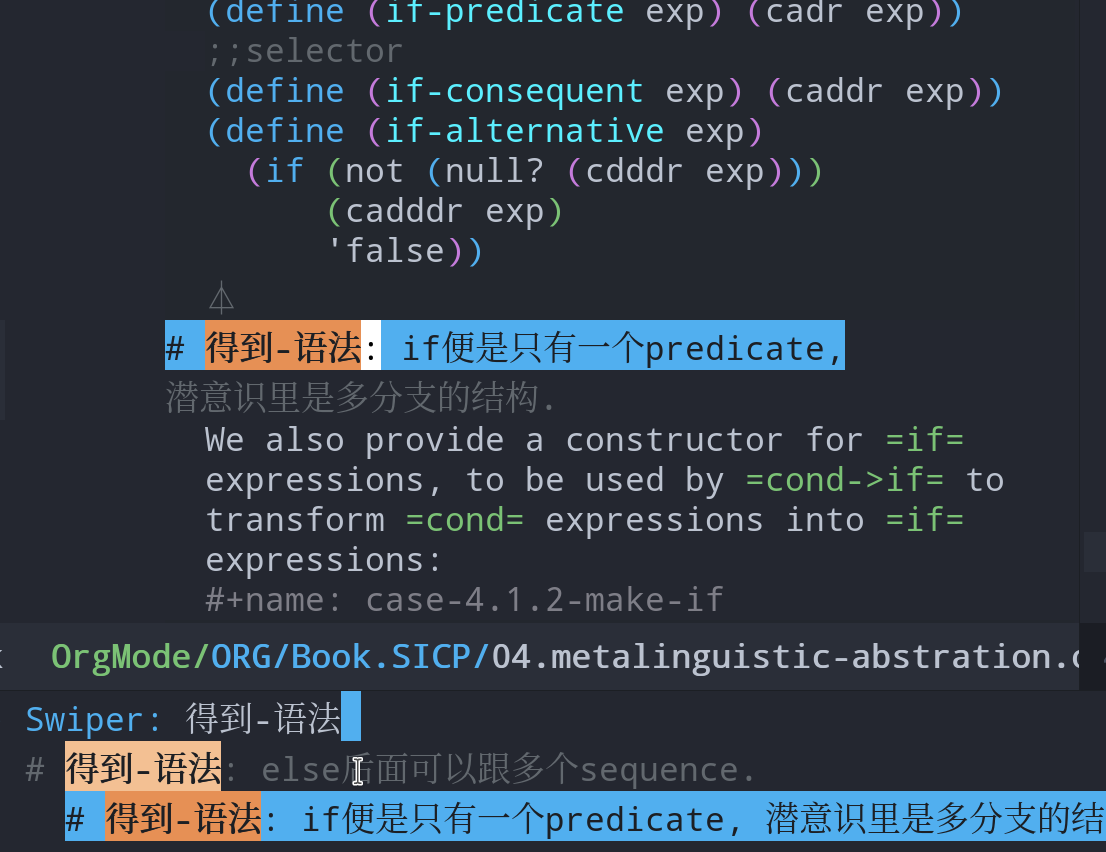 (define (if-predicate exp) (cadr exp))
;;selector
(define (if-consequent exp) (caddr exp))
(define (if-alternative exp)
(if (not (null? (cdddr exp)))
(cadddr exp)
'false))
# 得到-语法: if便是只有一个predicate,
潜意识里是多分支的结构.
We also provide a constructor for =if=
expressions, to be used by =cond->if= to
transform =cond= expressions into =if=
expressions:
#+name: case-4.1.2-make-if
OrgMode/ORG/Book.SICP/04.metalinguistic-abstration.
Swiper: 得到-语法
# 得到-语法: else后面可以跟多个sequence.
# 得到-语法: if便是只有一个predicate, 潜意识里是多分支的结